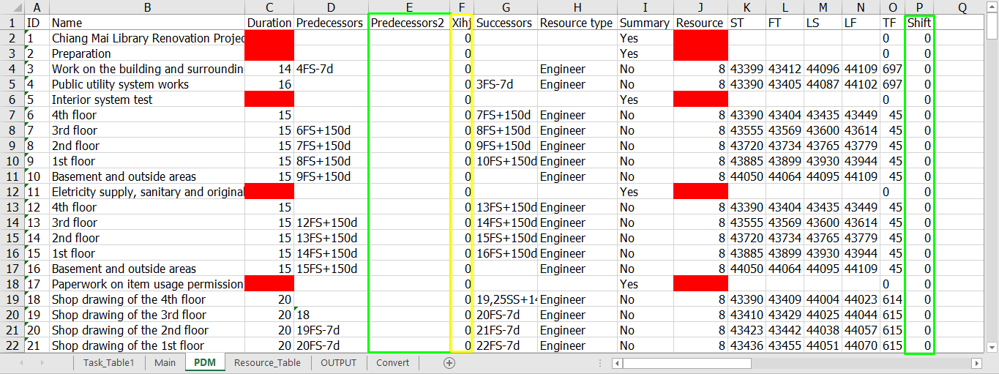 A B C D E F G H I J K L M N O P Q
1 ID Name Duration Predecessors Predecessors2 Xihj Successors Resource type Summary Resource ST FT LS LF TF Shift
2 1 Chiang Mai Library Renovation Projec 0 Yes 0 0
3 2 Preparation 0 Yes 0 0
4 3 Work on the building and surroundin 14 4FS-7d 0 Engineer No 8 43399 43412 44096 44109 697 0
5 4 Public utility system works 16 0 3FS-7d Engineer No 8 43390 43405 44087 44102 697 0
6 5 Interior system test 0 Yes 0 0
7 6 4th floor 15 0 7FS+150d Engineer No 8 43390 43404 43435 43449 45 0
8 7 3rd floor 15 6FS+150d 0 8FS+150d Engineer No 8 43555 43569 43600 43614 45 0
9 8 2nd floor 15 7FS+150d 0 9FS+150d Engineer No 8 43720 43734 43765 43779 45 0
10 9 1st floor 15 8FS+150d 0 10FS+150d Engineer No 8 43885 43899 43930 43944 45 0
11 10 Basement and outside areas 15 9FS+150d 0 Engineer No 8 44050 44064 44095 44109 45 0
12 11 Eletricity supply, sanitary and original 0 Yes 0 0
13 12 4th floor 15 0 13FS+150d Engineer No 8 43390 43404 43435 43449 45 0
14 13 3rd floor 15 12FS+150d 0 14FS+150d Engineer No 8 43555 43569 43600 43614 45 0
15 14 2nd floor 15 13FS+150d 0 15FS+150d Engineer No 8 43720 43734 43765 43779 45 0
16 15 1st floor 15 14FS+150d 0 16FS+150d Engineer No 8 43885 43899 43930 43944 45 0
17 16 Basement and outside areas 15 15FS+150d 0 Engineer No 8 44050 44064 44095 44109 45 0
18 17 Paperwork on item usage permission 0 Yes 0 0
19 18 Shop drawing of the 4th floor 20 0 19,25SS+14 Engineer No 8 43390 43409 44004 44023 614 0
20 19 Shop drawing of the 3rd floor 20 18 0 20FS-7d Engineer No 8 43410 43429 44025 44044 615 0
21 20 Shop drawing of the 2nd floor 20 19FS-7d 0 21FS-7d Engineer No 8 43423 43442 44038 44057 615 0
22 21 Shop drawing of the 1st floor 20 20FS-7d 0 22FS-7d Engineer No 8 43436 43455 44051 44070 615 0
Task_Table1 Main PDM Resource_Table OUTPUT Convert